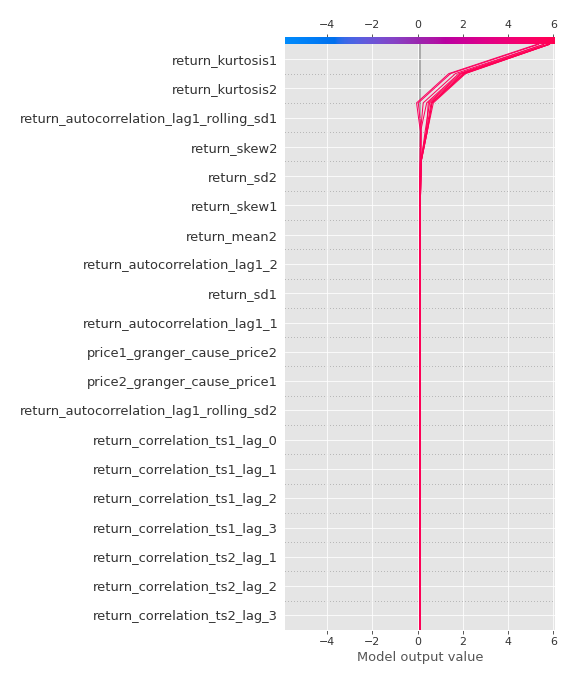 −4 −2 0 2 4 6
return_kurtosis1
return_kurtosis2
return_autocorrelation_lag1_rolling_sd1
return_skew2
return_sd2
return_skew1
return_mean2
return_autocorrelation_lag1_2
return_sd1
return_autocorrelation_lag1_1
price1_granger_cause_price2
price2_granger_cause_price1
return_autocorrelation_lag1_rolling_sd2
return_correlation_ts1_lag_0
return_correlation_ts1_lag_1
return_correlation_ts1_lag_2
return_correlation_ts1_lag_3
return_correlation_ts2_lag_1
return_correlation_ts2_lag_2
return_correlation_ts2_lag_3
−4 −2 0 2 4 6
Model output value